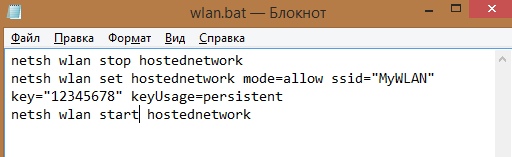 wlan.bat — Блокнот
Файл Правка Формат Вид Справка
netsh wlan stop hostednetwork
netsh wlan set hostednetwork mode=allow ssid="MyWLAN"
key="12345678" keyUsage=persistent
netsh wlan start hostednetwork